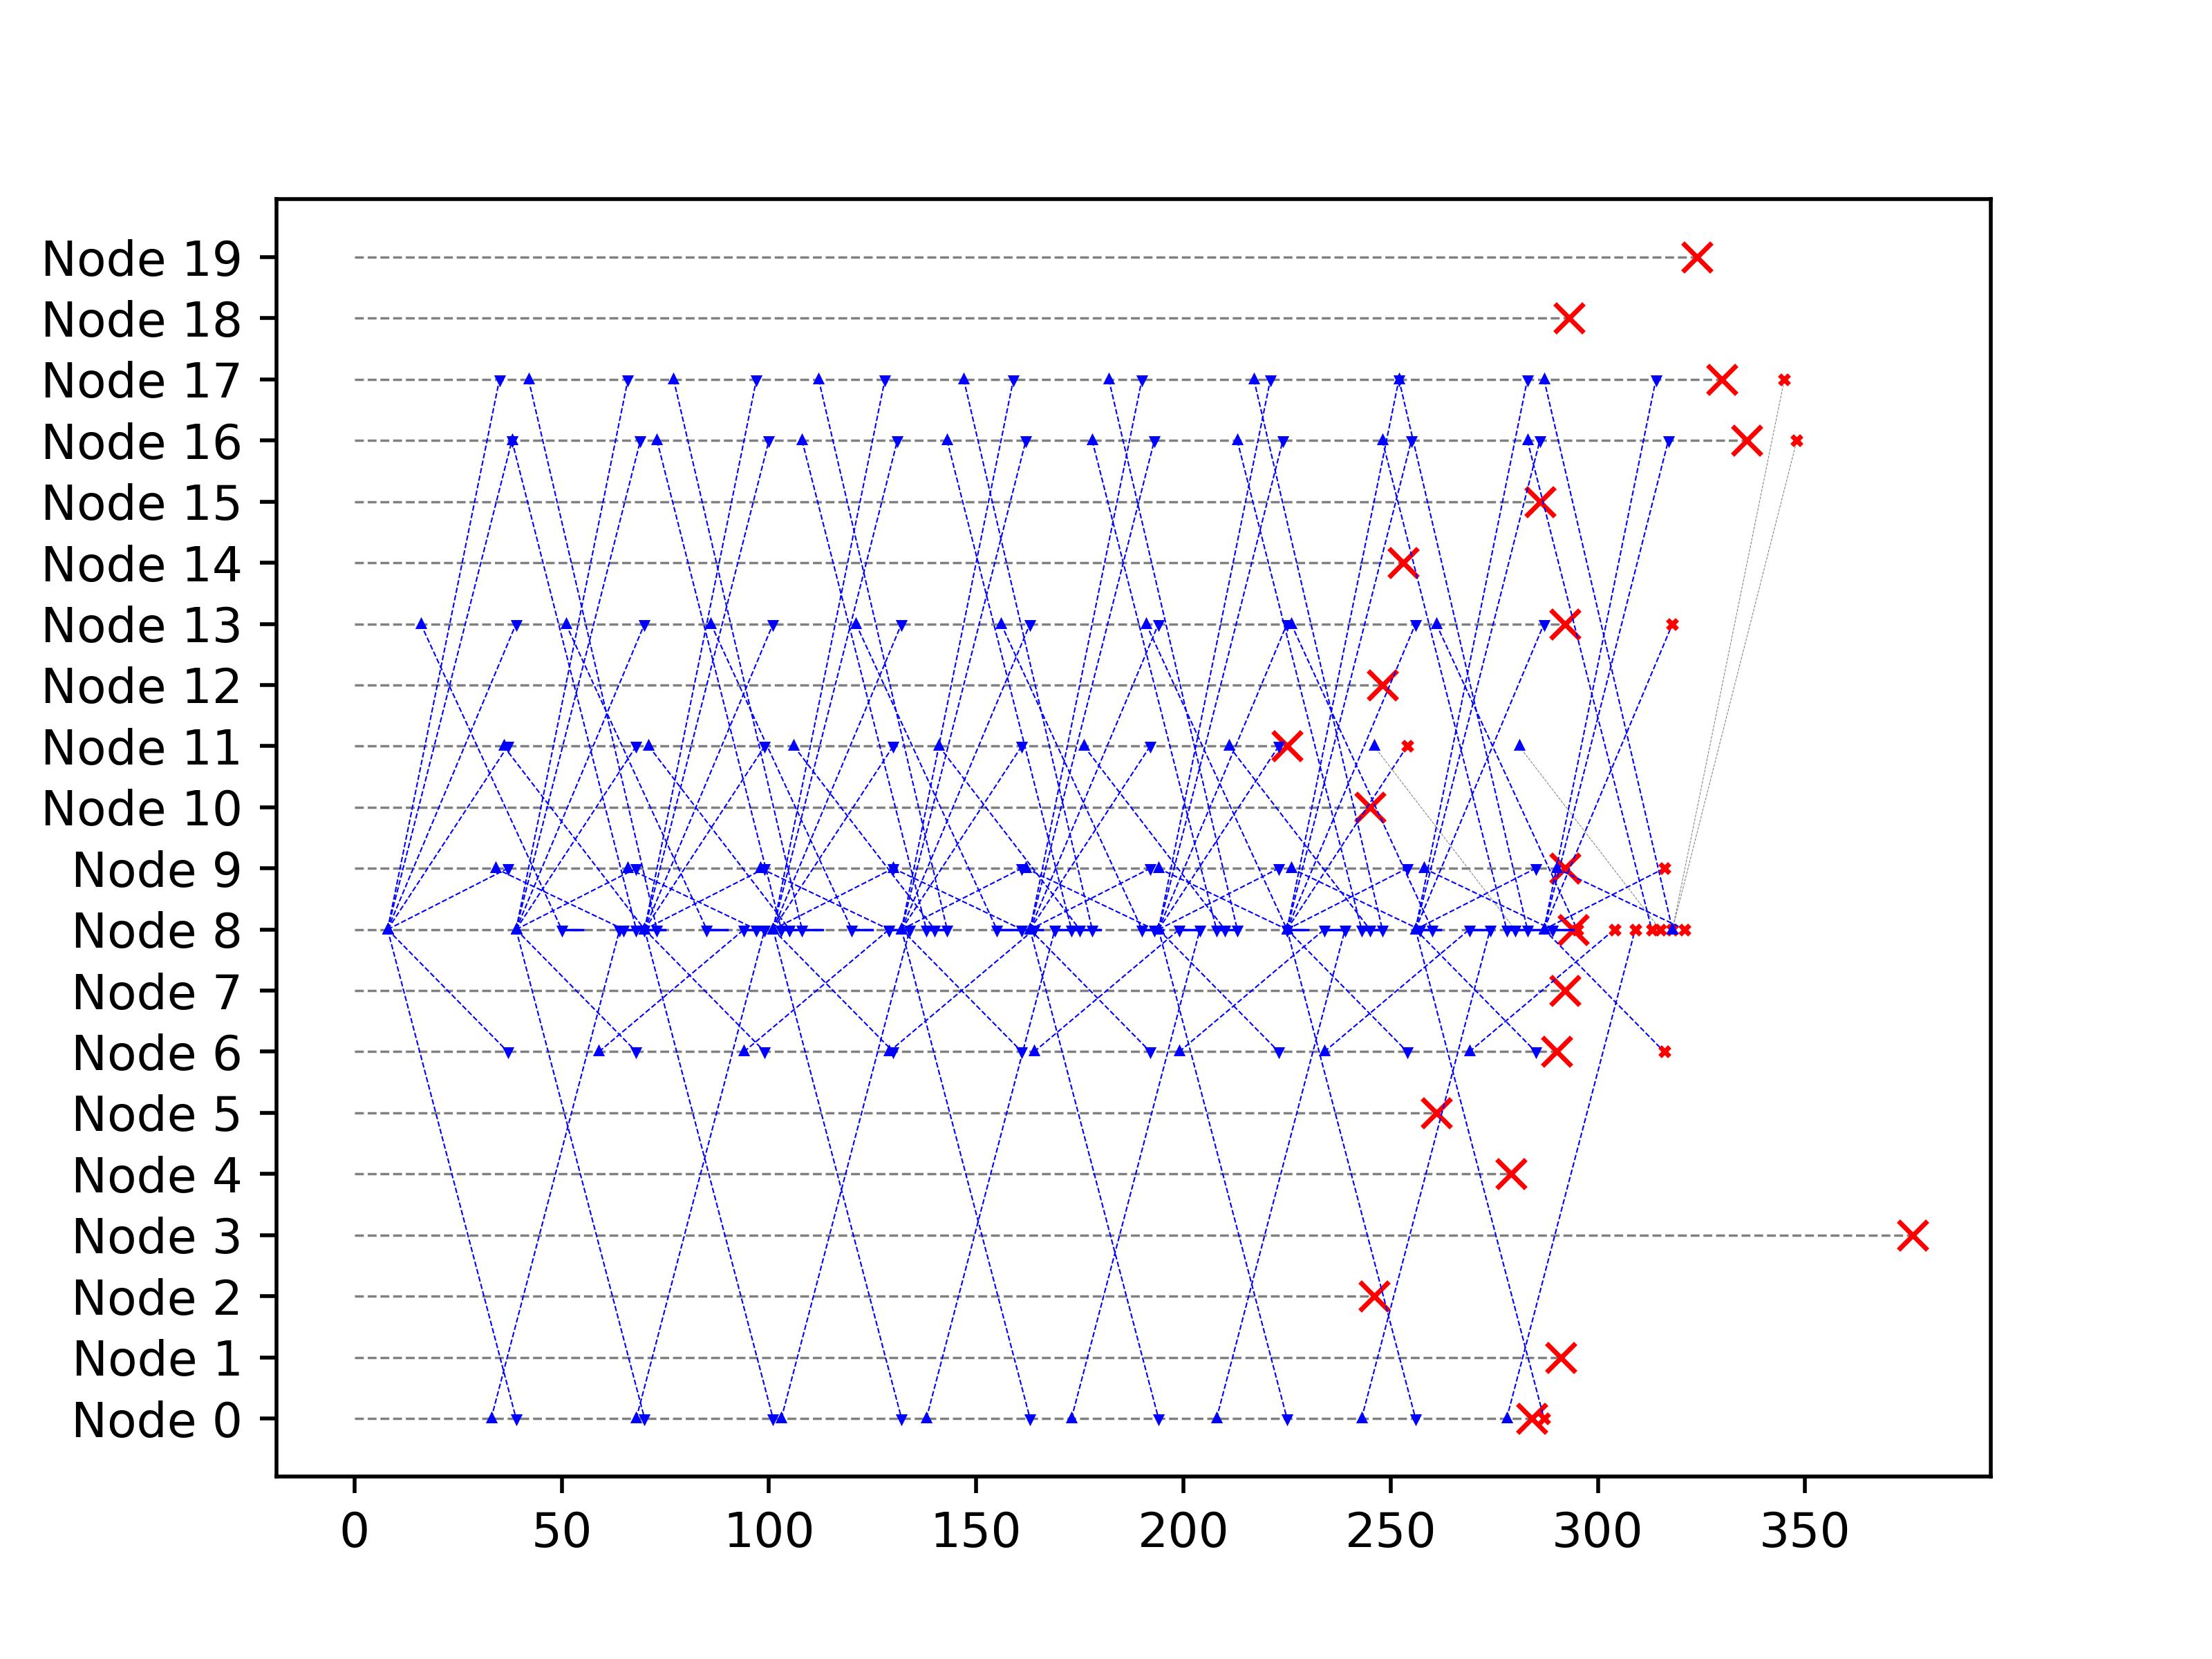 Node 19
Node 18
Node 17
Node 16
Node 15
Node 14
Node 13
Node 12
Node 11
Node 10
Node 9
Node 8
Node 7
Node 6
Node 5
Node 4
Node 3
Node 2
Node 1
Node 0
0 50 100 150 200 250 300 350